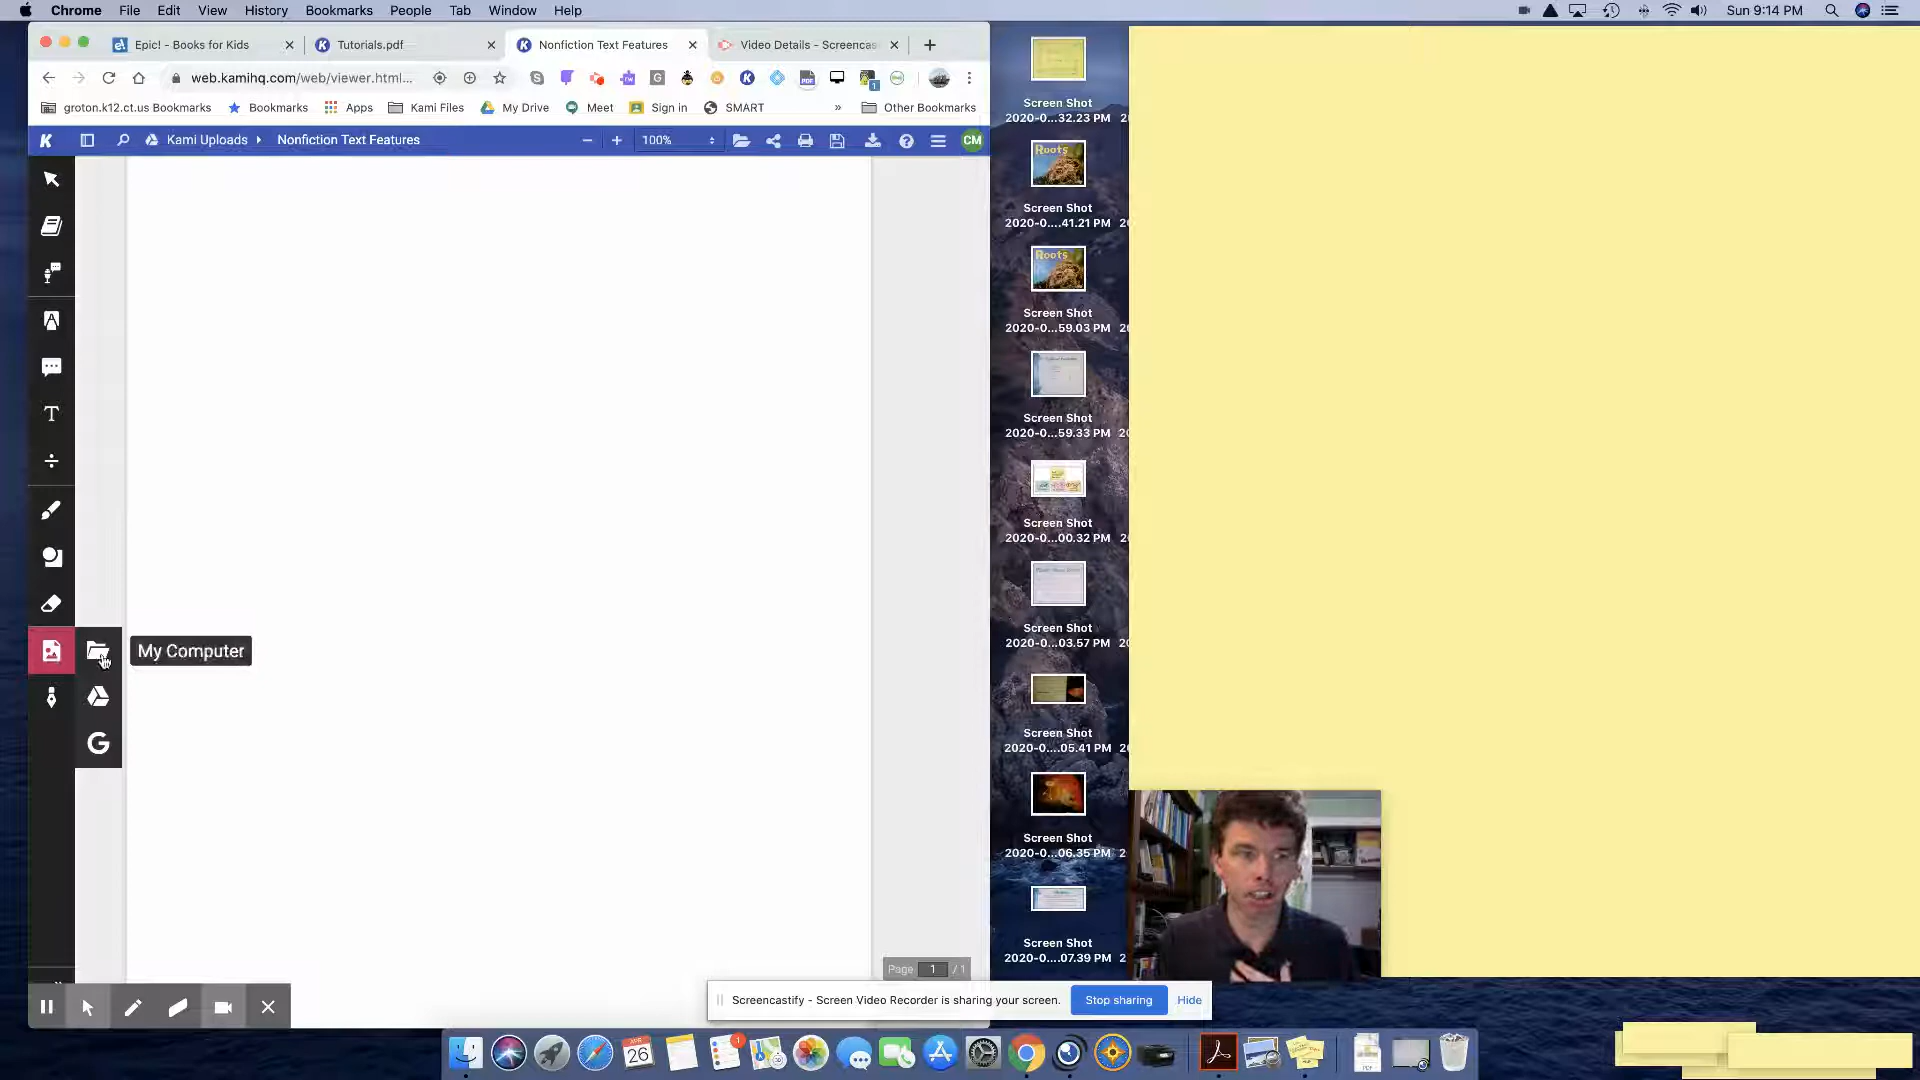 Chrome File Edit View History Bookmarks People Tab Window Help
Sun 9:14 PM
Epic! - Books for Kids
Tutorials.pdf
Nonfiction Text Features
Video Details - Screencas
web.kamihq.com/web/viewer.html...
groton.k12.ct.us Bookmarks
Bookmarks
Apps
Kami Files
My Drive
Meet
Sign in
SMART
»
Other Bookmarks
K
Kami Uploads
Nonfiction Text Features
100%
CM
My Computer
Page 1 / 1
Roots
Roots
Screen Shot
2020-0....32.23 PM
Screen Shot
2020-0....41.21 PM
Screen Shot
2020-0...59.03 PM
Screen Shot
2020-0...59.33 PM
Screen Shot
2020-0...00.32 PM
Screen Shot
2020-0...03.57 PM
Screen Shot
2020-0....05.41 PM
Screen Shot
2020-0...06.35 PM
Screen Shot
2020-0....07.39 PM
Screencastify - Screen Video Recorder is sharing your screen.
Stop sharing
Hide
APR
26
1
PDF